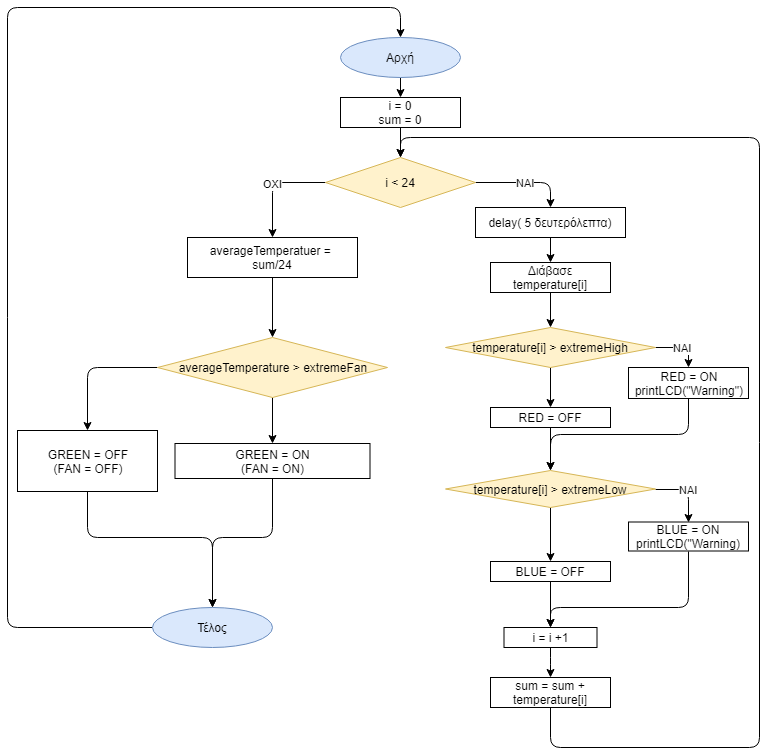 Αρχή
i = 0
sum = 0
i < 24
ΟΧΙ
ΝΑΙ
averageTemperatuer =
sum/24
averageTemperature > extremeFan
GREEN = OFF
(FAN = OFF)
GREEN = ON
(FAN = ON)
Τέλος
delay( 5 δευτερόλεπτα)
Διάβασε
temperature[i]
temperature[i] > extremeHigh
ΝΑΙ
RED = ON
printLCD("Warning")
RED = OFF
temperature[i] > extremeLow
ΝΑΙ
BLUE = ON
printLCD("Warning)
BLUE = OFF
i = i +1
sum = sum +
temperature[i]